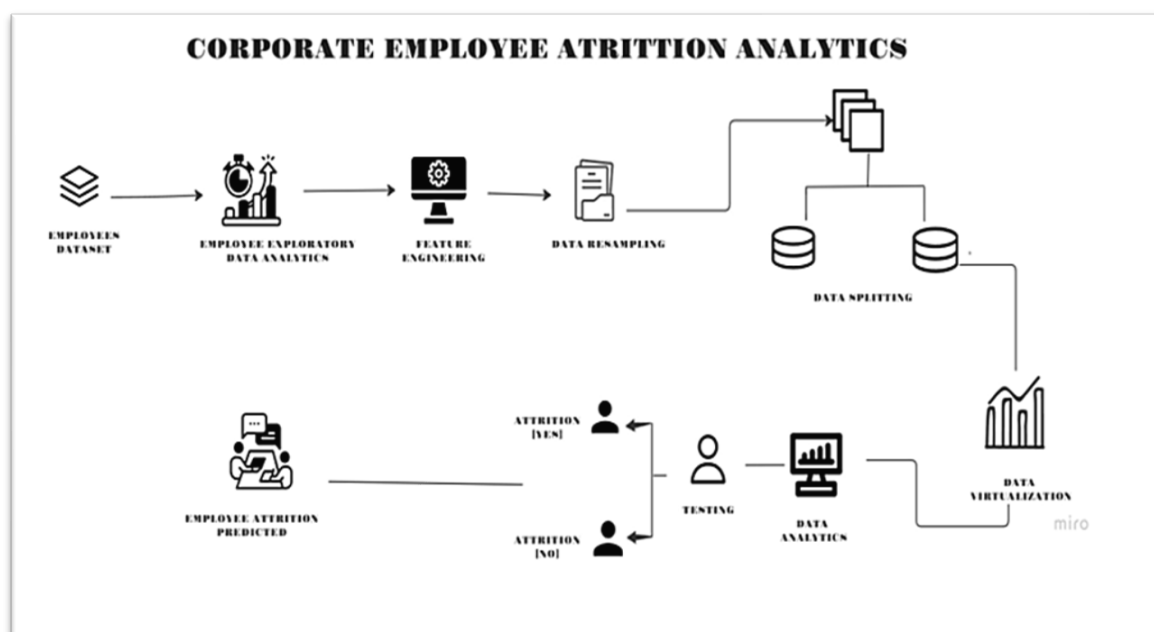 CORPORATE EMPLOYEE ATRITTION ANALYTICS
EMPLOYEES
DATASET
EMPLOYEE EXPLORATORY
DATA ANALYTICS
FEATURE
ENGINEERING
DATA RESAMPLING
DATA SPLITTING
DATA
VIRTUALIZATION
miro
DATA
ANALYTICS
TESTING
ATTRITION
[YES]
ATTRITION
[NO]
EMPLOYEE ATTRITION
PREDICTED